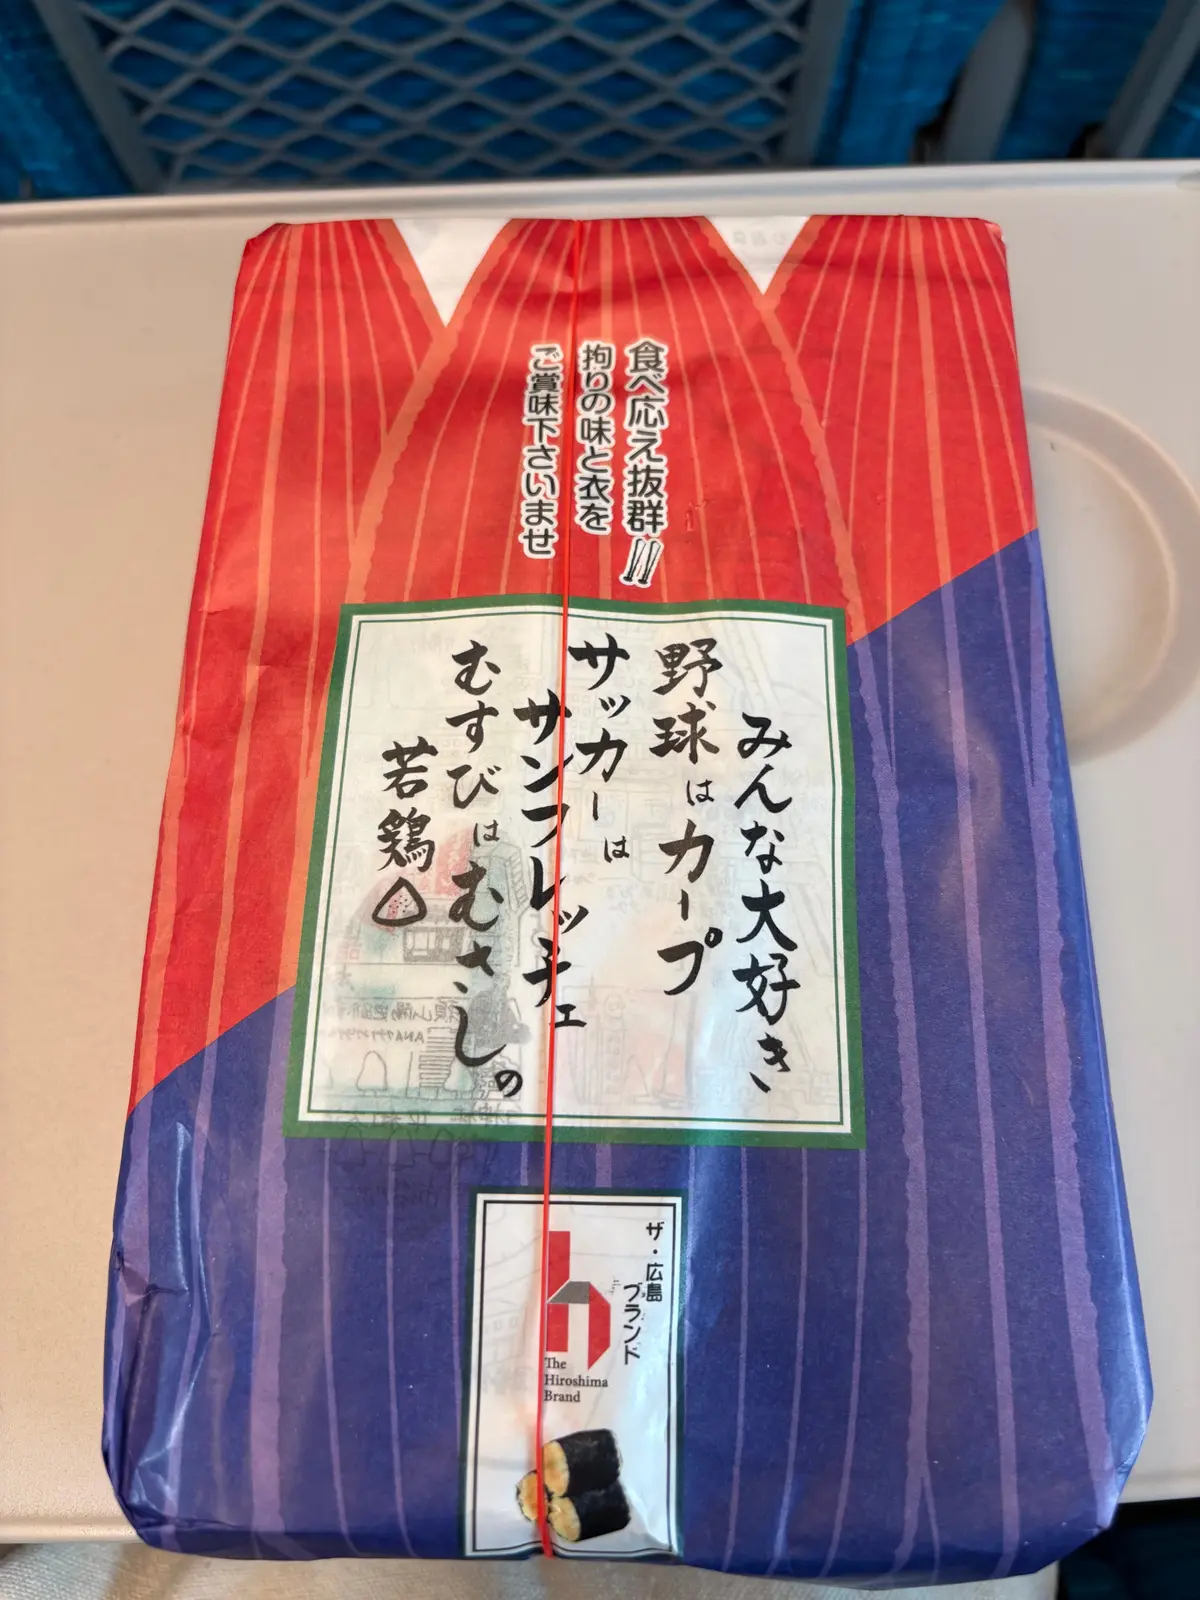 食べ応え抜群!!
拘りの味と衣を
ご賞味下さいませ
みんな大好き
野球はカープ
サッカーは
サンフレッチェ
むすびはむさしの
若鶏
ザ・広島
ブランド
The
Hiroshima
Brand